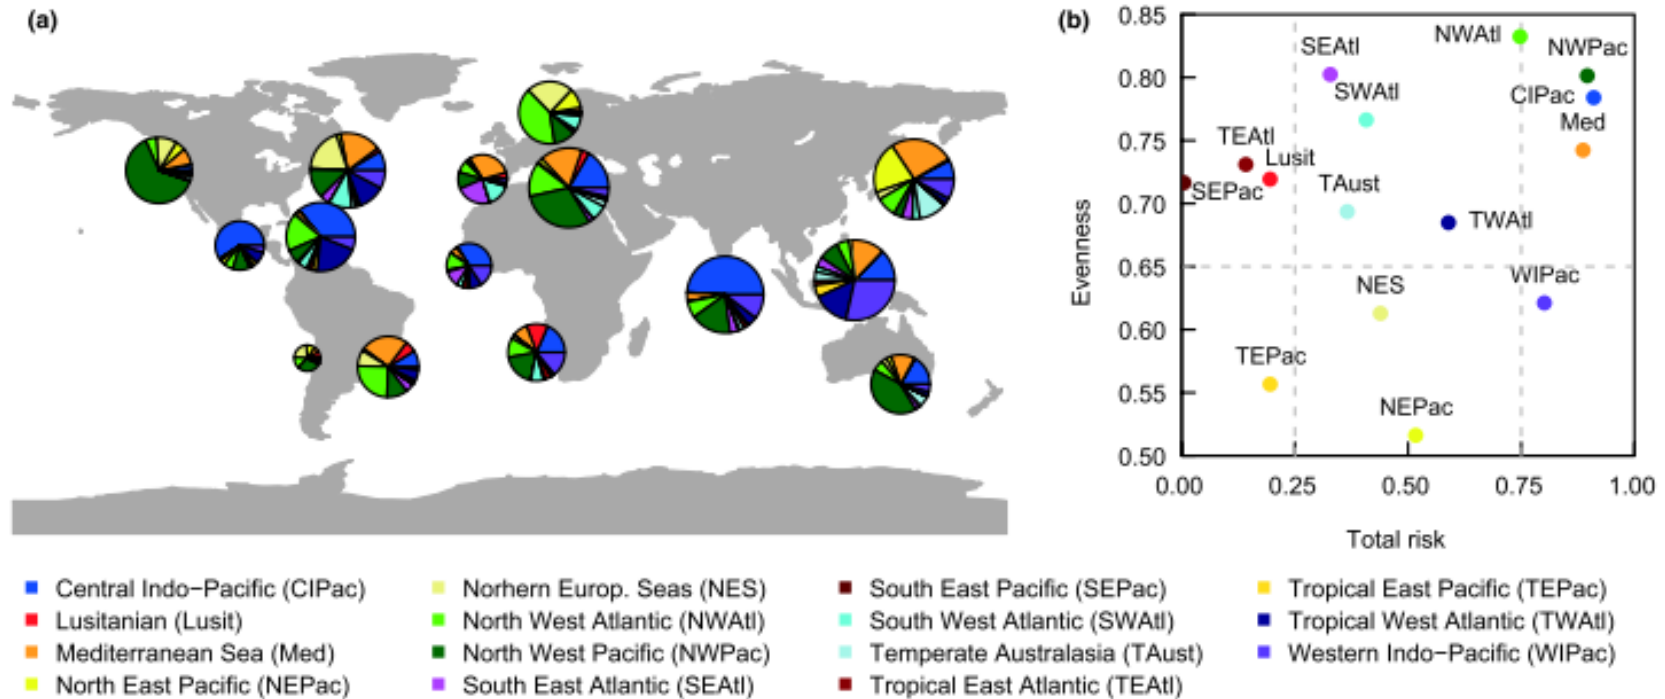 (a)
(b)
0.85
0.80
0.75
0.70
0.65
0.60
0.55
0.50
Evenness
NWAtl
SEAtl
NWPac
SWAtl
CIPac
Med
TEAtl
Lusit
SEPac
TAust
TWAtl
NES
WIPac
TEPac
NEPac
0.00 0.25 0.50 0.75 1.00
Total risk
Central Indo−Pacific (CIPac)
Lusitanian (Lusit)
Mediterranean Sea (Med)
North East Pacific (NEPac)
Norhern Europ. Seas (NES)
North West Atlantic (NWAtl)
North West Pacific (NWPac)
South East Atlantic (SEAtl)
South East Pacific (SEPac)
South West Atlantic (SWAtl)
Temperate Australasia (TAust)
Tropical East Atlantic (TEAtl)
Tropical East Pacific (TEPac)
Tropical West Atlantic (TWAtl)
Western Indo−Pacific (WIPac)